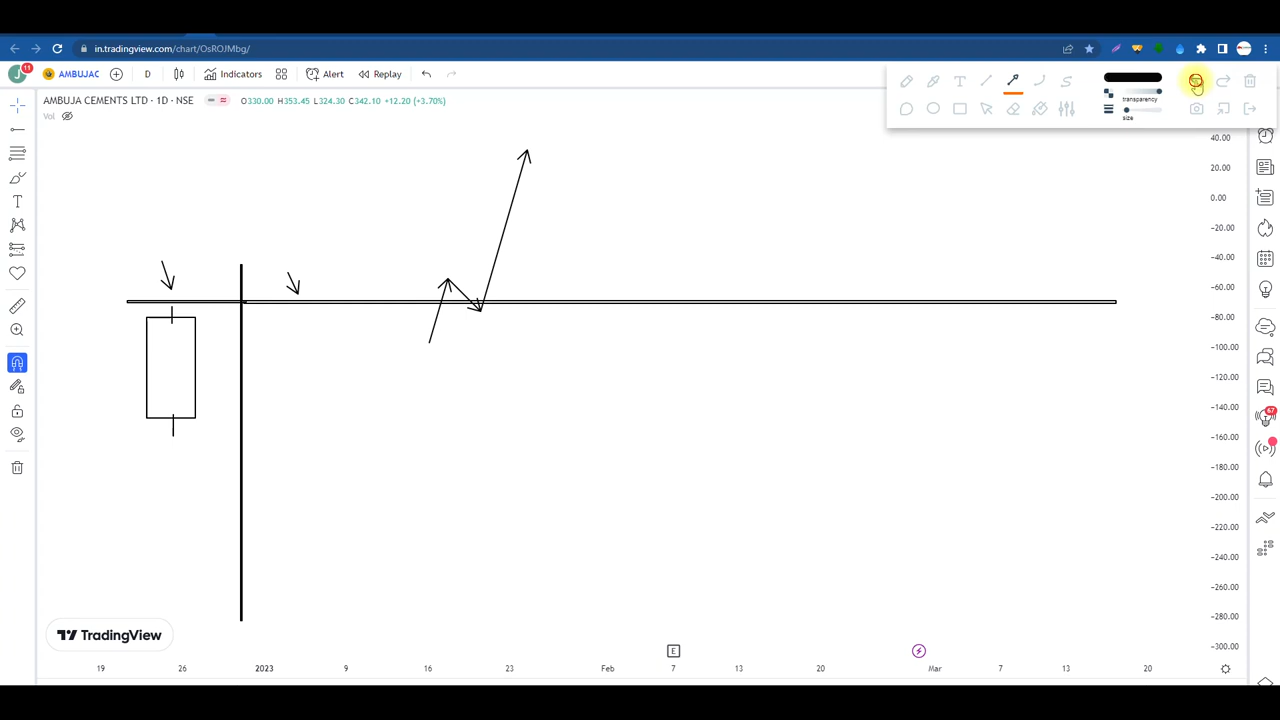 in.tradingview.com/chart/OsROJMbg/
11
AMBUJAC
D
Indicators
Alert
Replay
transparency
size
AMBUJA CEMENTS LTD · 1D · NSE
O330.00 H353.45 L324.30 C342.10 +12.20 (+3.70%)
Vol
40.00
20.00
0.00
−20.00
−40.00
−60.00
−80.00
−100.00
−120.00
−140.00
−160.00
−180.00
−200.00
−220.00
−240.00
−260.00
−280.00
−300.00
67
TradingView
E
19 26 2023 9 16 23 Feb 7 13 20 Mar 7 13 20